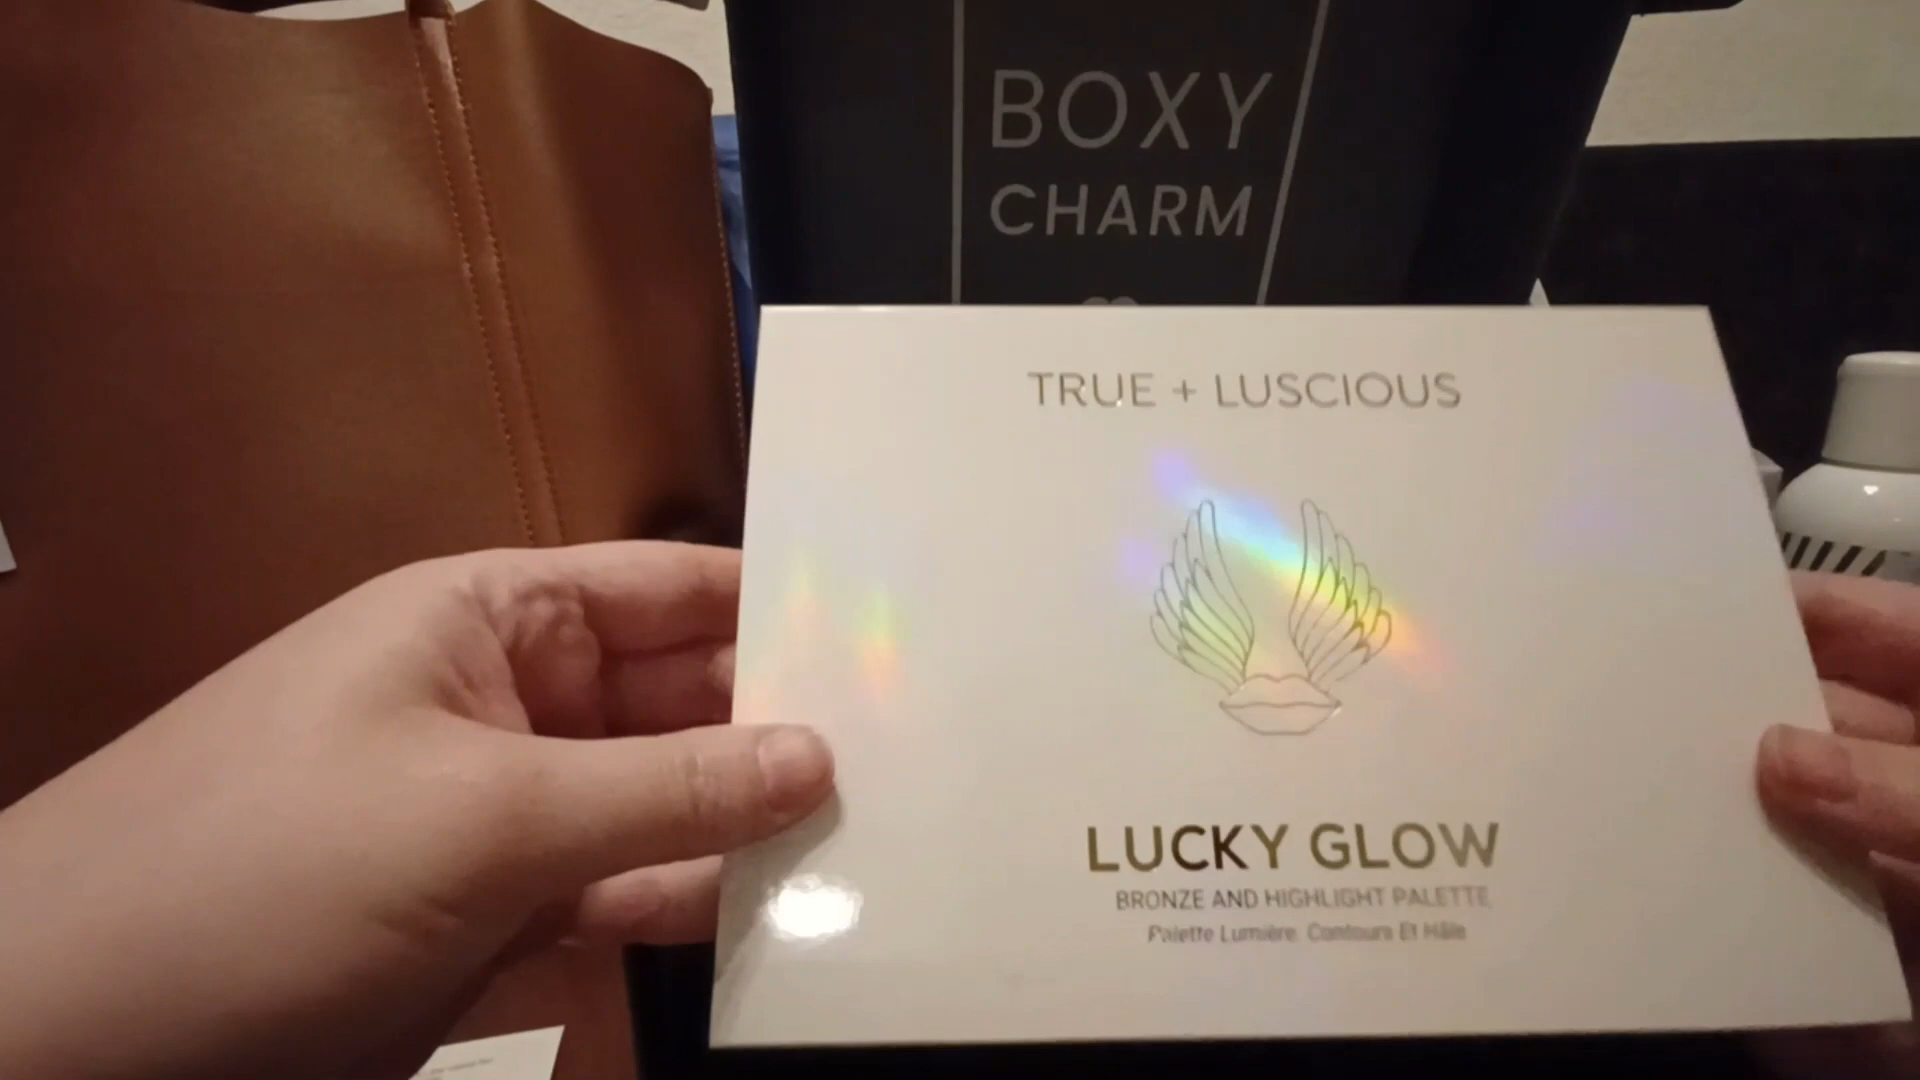 BOXY
CHARM
TRUE + LUSCIOUS
LUCKY GLOW
BRONZE AND HIGHLIGHT PALETTE
Palette Lumière, Contours Et Hâle